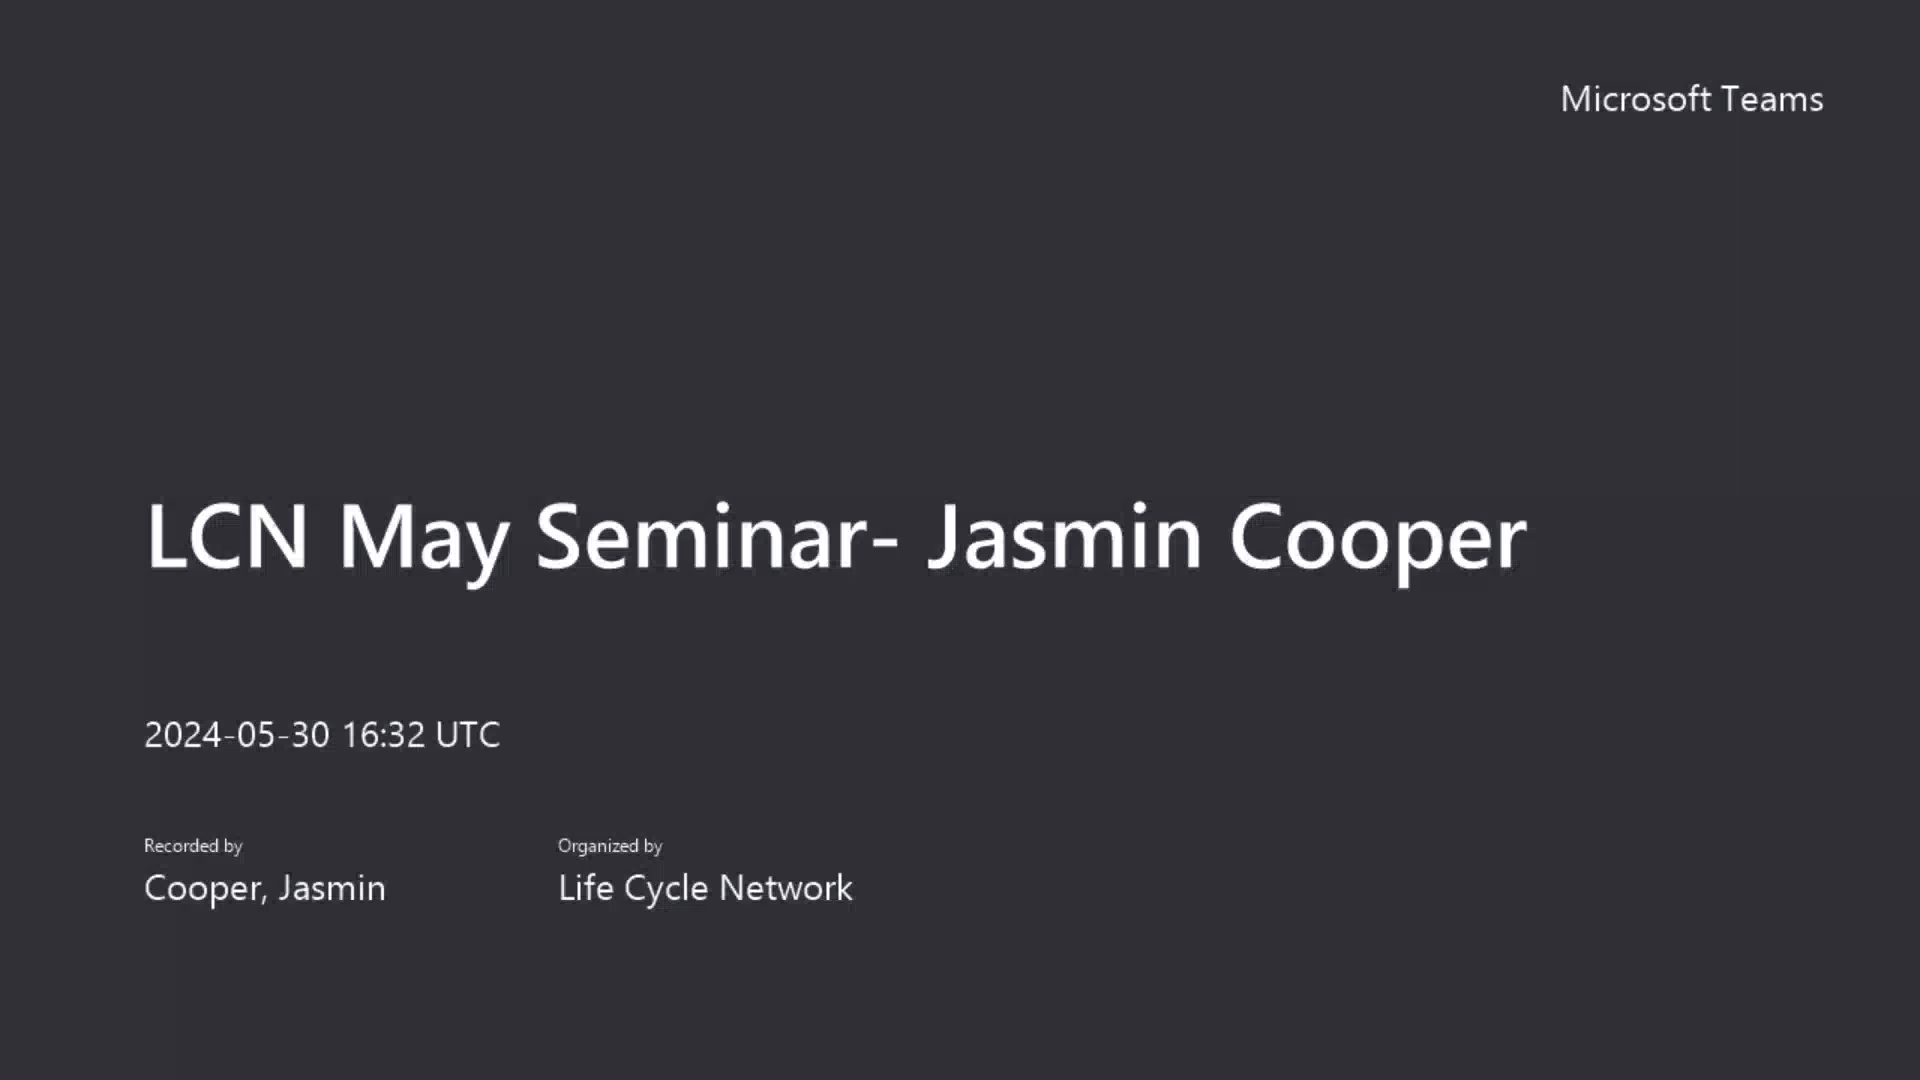 Microsoft Teams
LCN May Seminar- Jasmin Cooper
2024-05-30 16:32 UTC
Recorded by
Cooper, Jasmin
Organized by
Life Cycle Network